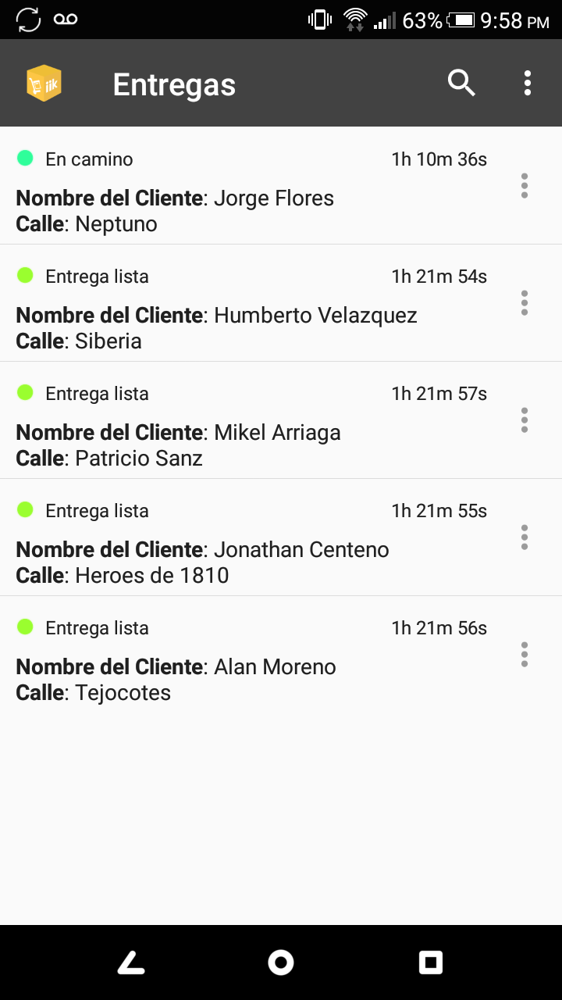 63% 9:58 PM
jik Entregas
En camino 1h 10m 36s
Nombre del Cliente: Jorge Flores
Calle: Neptuno
Entrega lista 1h 21m 54s
Nombre del Cliente: Humberto Velazquez
Calle: Siberia
Entrega lista 1h 21m 57s
Nombre del Cliente: Mikel Arriaga
Calle: Patricio Sanz
Entrega lista 1h 21m 55s
Nombre del Cliente: Jonathan Centeno
Calle: Heroes de 1810
Entrega lista 1h 21m 56s
Nombre del Cliente: Alan Moreno
Calle: Tejocotes